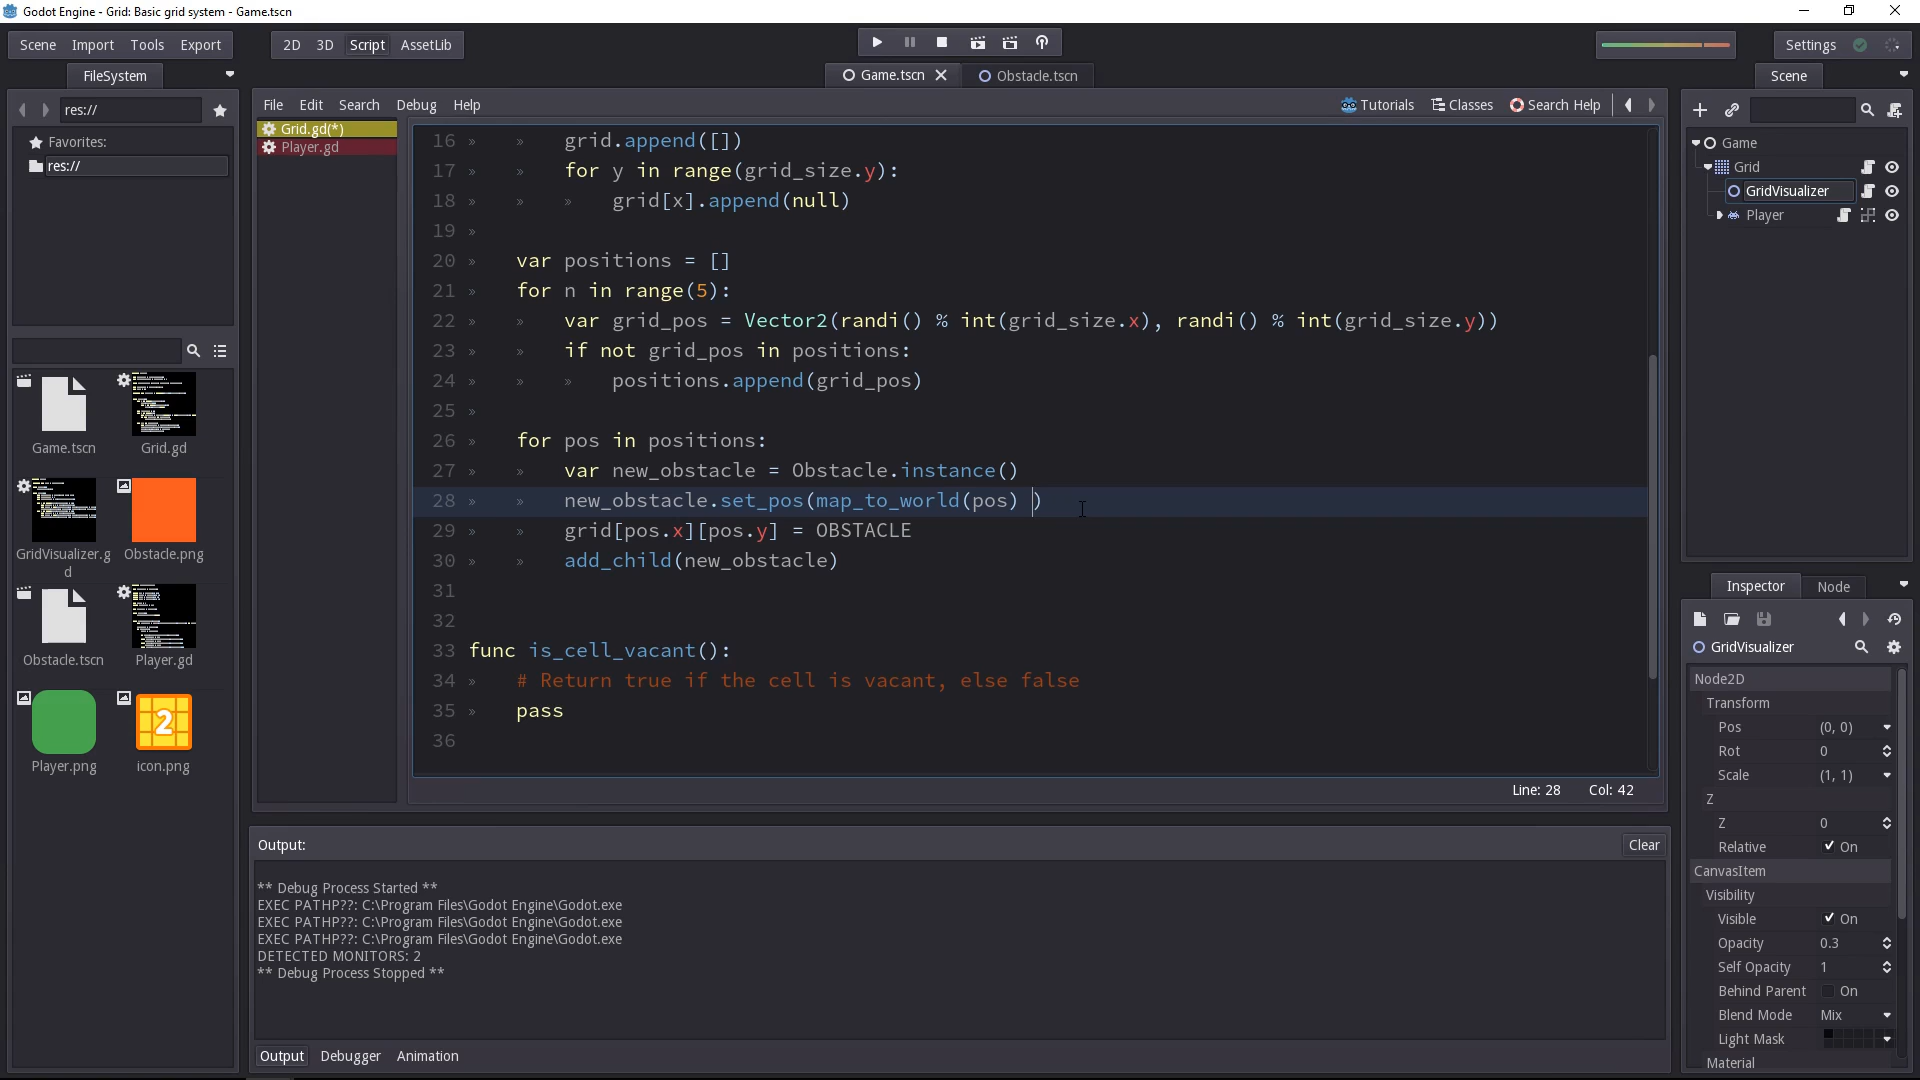 Godot Engine - Grid: Basic grid system - Game.tscn
Scene Import Tools Export
2D 3D Script AssetLib
Settings
FileSystem
Game.tscn
Obstacle.tscn
Scene
res://
File Edit Search Debug Help
Tutorials Classes Search Help
Favorites:
res://
Grid.gd(*)
Player.gd
16 grid.append([])
17 for y in range(grid_size.y):
18 grid[x].append(null)
19
20 var positions = []
21 for n in range(5):
22 var grid_pos = Vector2(randi() % int(grid_size.x), randi() % int(grid_size.y))
23 if not grid_pos in positions:
24 positions.append(grid_pos)
25
26 for pos in positions:
27 var new_obstacle = Obstacle.instance()
28 new_obstacle.set_pos(map_to_world(pos) )
29 grid[pos.x][pos.y] = OBSTACLE
30 add_child(new_obstacle)
31
32
33 func is_cell_vacant():
34 # Return true if the cell is vacant, else false
35 pass
36
Line: 28 Col: 42
Game.tscn
Grid.gd
GridVisualizer.g
d
Obstacle.png
Obstacle.tscn
Player.gd
Player.png
2
icon.png
Output:
Clear
** Debug Process Started **
EXEC PATHP??: C:\Program Files\Godot Engine\Godot.exe
EXEC PATHP??: C:\Program Files\Godot Engine\Godot.exe
EXEC PATHP??: C:\Program Files\Godot Engine\Godot.exe
DETECTED MONITORS: 2
** Debug Process Stopped **
Output Debugger Animation
Game
Grid
GridVisualizer
Player
Inspector Node
GridVisualizer
Node2D
Transform
Pos (0, 0)
Rot 0
Scale (1, 1)
Z
Z 0
Relative On
CanvasItem
Visibility
Visible On
Opacity 0.3
Self Opacity 1
Behind Parent On
Blend Mode Mix
Light Mask
Material